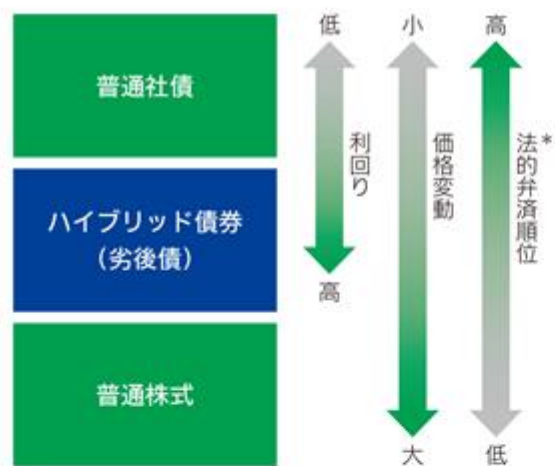 普通社債
ハイブリッド債券
（劣後債）
普通株式
低
利回り
高
小
価格変動
大
高
法的弁済順位*
低